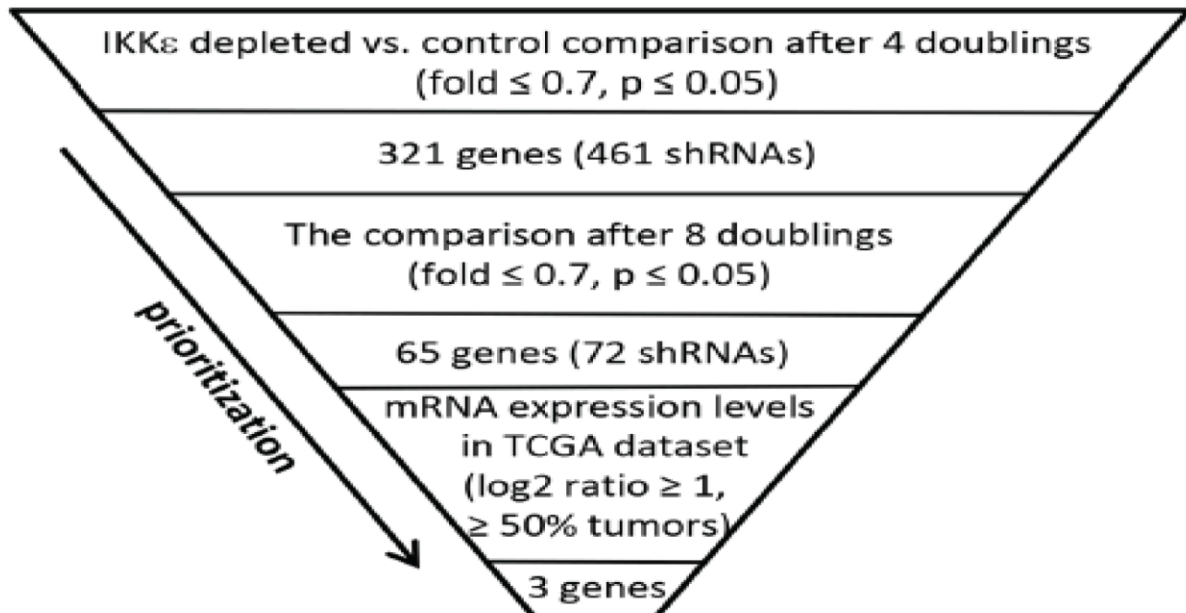 IKKε depleted vs. control comparison after 4 doublings
(fold ≤ 0.7, p ≤ 0.05)
321 genes (461 shRNAs)
The comparison after 8 doublings
(fold ≤ 0.7, p ≤ 0.05)
65 genes (72 shRNAs)
mRNA expression levels
in TCGA dataset
(log2 ratio ≥ 1,
≥ 50% tumors)
3 genes
prioritization